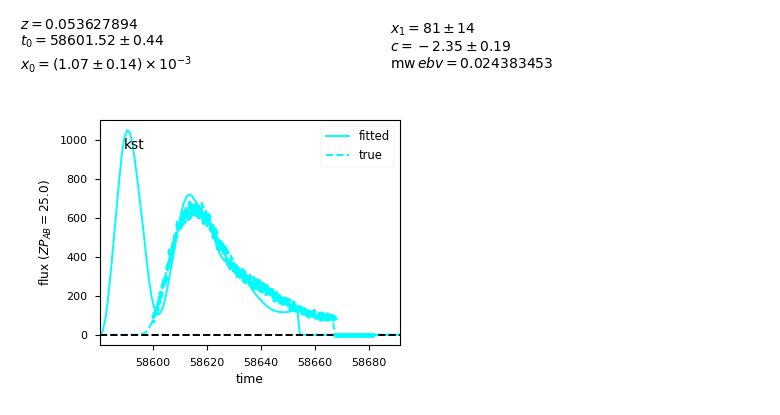 z = 0.053627894
t₀ = 58601.52 ± 0.44
x₀ = (1.07 ± 0.14) × 10⁻³
x₁ = 81 ± 14
c = −2.35 ± 0.19
mw ebv = 0.024383453
kst
fitted
true
1000
800
600
400
200
0
flux (ZP_AB = 25.0)
58600 58620 58640 58660 58680
time